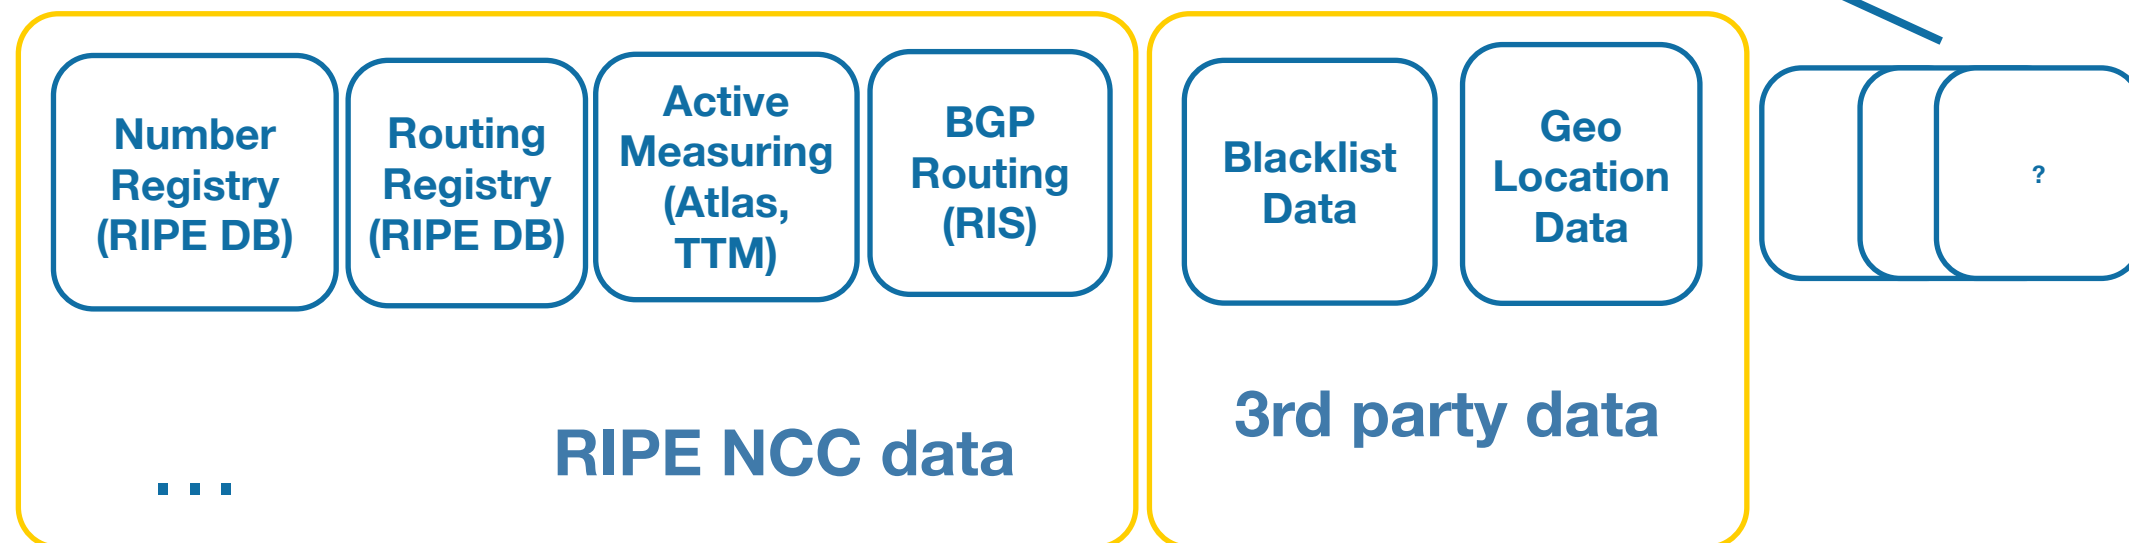 Number
Registry
(RIPE DB)
Routing
Registry
(RIPE DB)
Active
Measuring
(Atlas,
TTM)
BGP
Routing
(RIS)
Blacklist
Data
Geo
Location
Data
?
3rd party data
RIPE NCC data
...